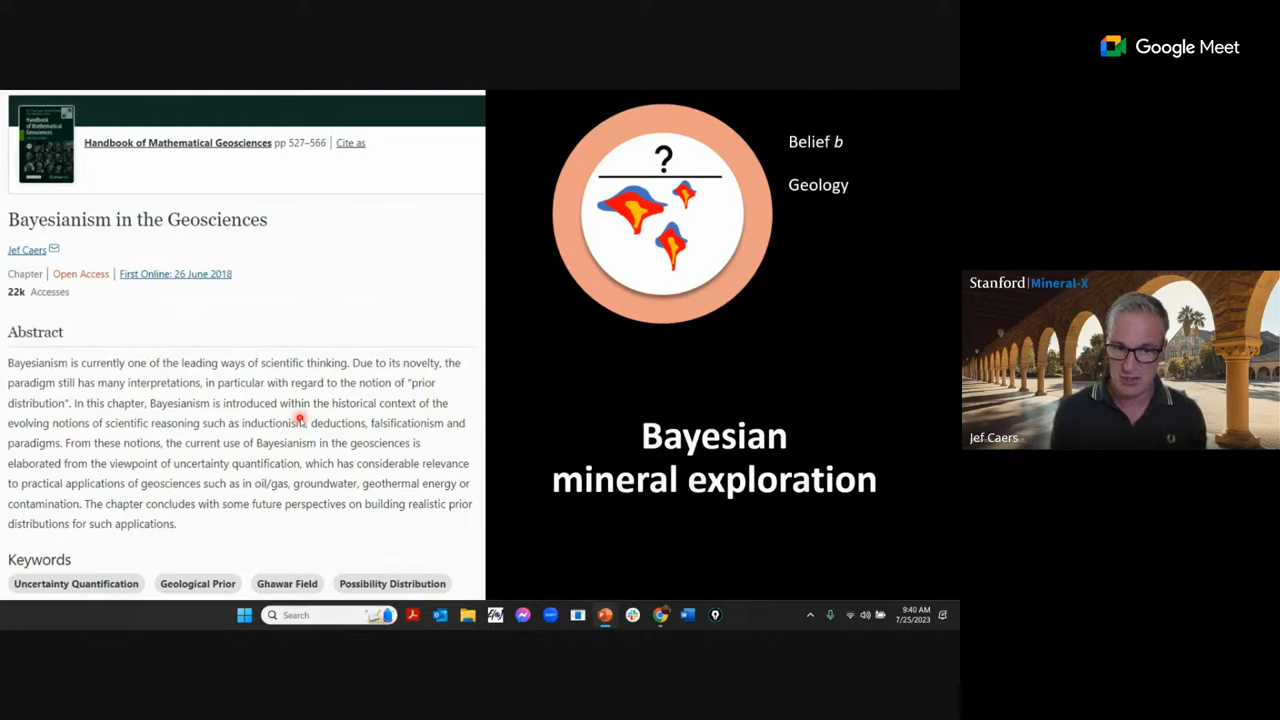 Google Meet
Handbook of Mathematical Geosciences pp 527–566 | Cite as
Bayesianism in the Geosciences
Jef Caers
Chapter | Open Access | First Online: 26 June 2018
22k Accesses
Abstract
Bayesianism is currently one of the leading ways of scientific thinking. Due to its novelty, the
paradigm still has many interpretations, in particular with regard to the notion of “prior
distribution”. In this chapter, Bayesianism is introduced within the historical context of the
evolving notions of scientific reasoning such as inductionism, deductions, falsificationism and
paradigms. From these notions, the current use of Bayesianism in the geosciences is
elaborated from the viewpoint of uncertainty quantification, which has considerable relevance
to practical applications of geosciences such as in oil/gas, groundwater, geothermal energy or
contamination. The chapter concludes with some future perspectives on building realistic prior
distributions for such applications.
Keywords
Uncertainty Quantification
Geological Prior
Ghawar Field
Possibility Distribution
?
Belief b
Geology
Bayesian
mineral exploration
Stanford | Mineral-X
Jef Caers
Search
9:40 AM
7/25/2023